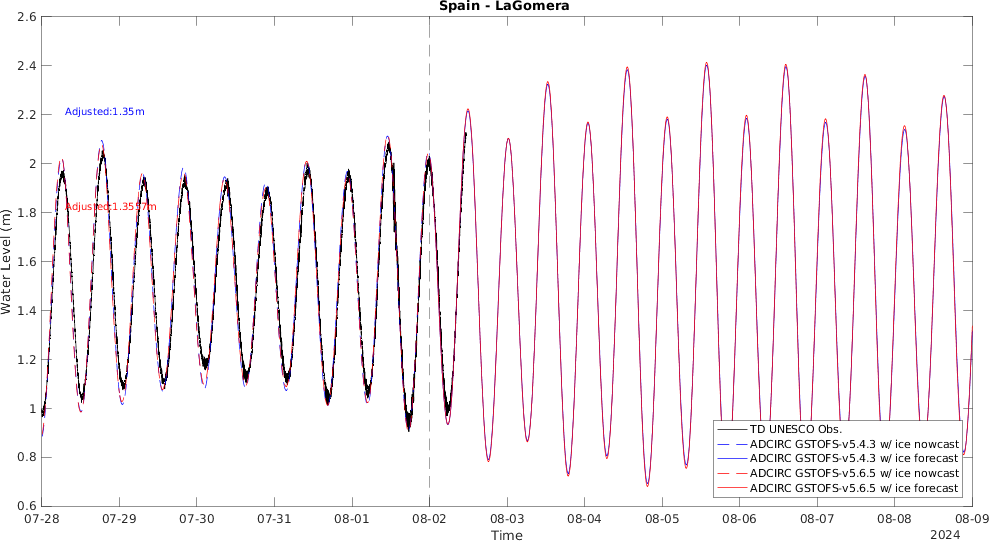 Spain - LaGomera
2.6
2.4
2.2
2
1.8
1.6
1.4
1.2
1
0.8
0.6
Water Level (m)
Adjusted:1.35m
Adjusted:1.3557m
TD UNESCO Obs.
ADCIRC GSTOFS-v5.4.3 w/ ice nowcast
ADCIRC GSTOFS-v5.4.3 w/ ice forecast
ADCIRC GSTOFS-v5.6.5 w/ ice nowcast
ADCIRC GSTOFS-v5.6.5 w/ ice forecast
07-28 07-29 07-30 07-31 08-01 08-02 08-03 08-04 08-05 08-06 08-07 08-08 08-09
Time
2024